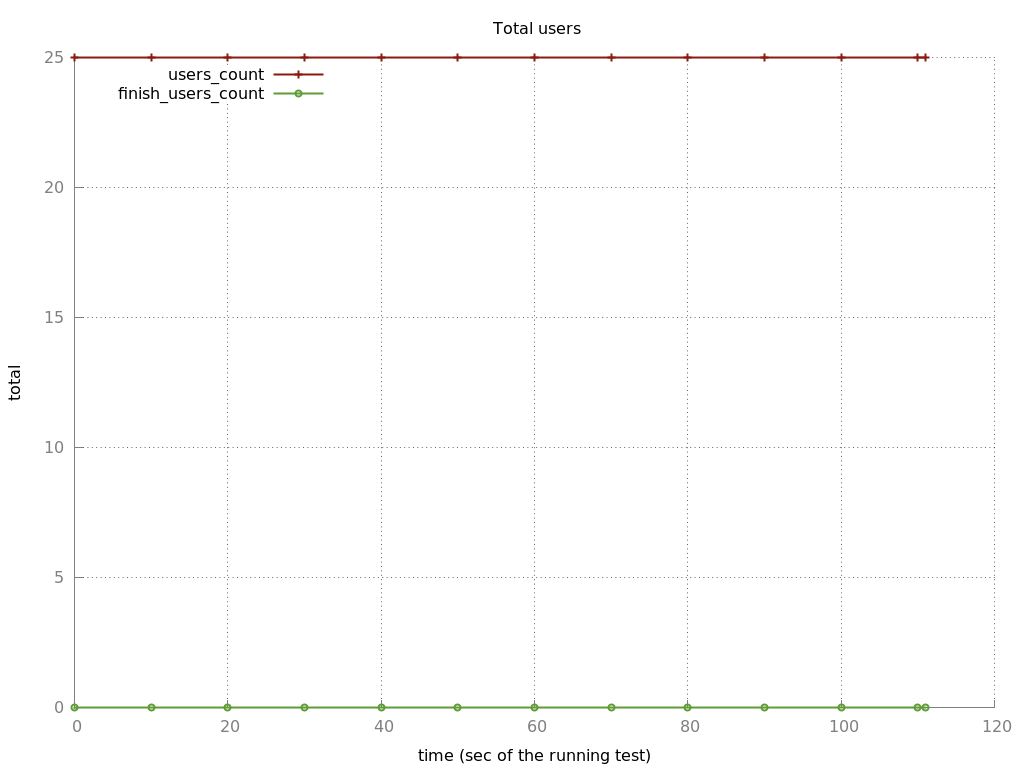 Total users
25
users_count
finish_users_count
20
15
total
10
5
0
0 20 40 60 80 100 120
time (sec of the running test)